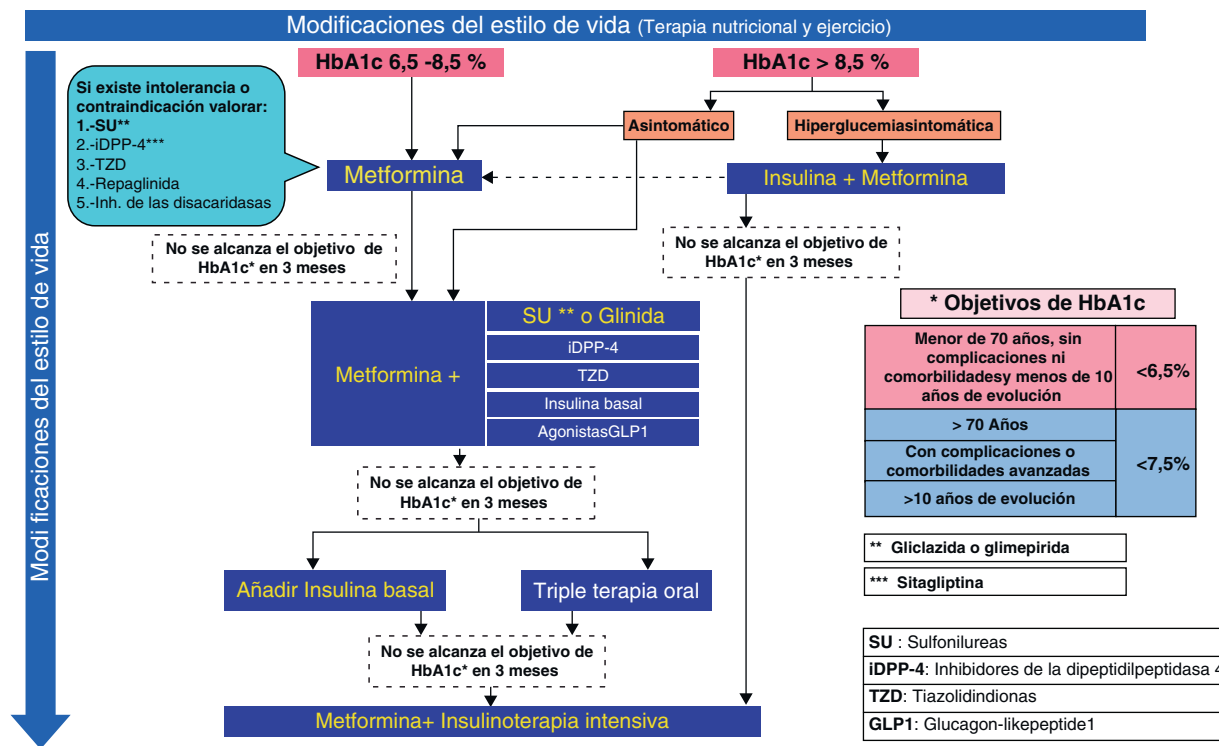 Modificaciones del estilo de vida (Terapia nutricional y ejercicio)
Modi ficaciones del estilo de vida
HbA1c 6,5 -8,5 %
HbA1c > 8,5 %
Si existe intolerancia o
contraindicación valorar:
1.-SU**
2.-iDPP-4***
3.-TZD
4.-Repaglinida
5.-Inh. de las disacaridasas
Asintomático
Hiperglucemiasintomática
Metformina
Insulina + Metformina
No se alcanza el objetivo de
HbA1c* en 3 meses
No se alcanza el objetivo de
HbA1c* en 3 meses
Metformina +
SU ** o Glinida
iDPP-4
TZD
Insulina basal
AgonistasGLP1
No se alcanza el objetivo de
HbA1c* en 3 meses
Añadir Insulina basal
Triple terapia oral
No se alcanza el objetivo de
HbA1c* en 3 meses
Metformina+ Insulinoterapia intensiva
* Objetivos de HbA1c
Menor de 70 años, sin
complicaciones ni
comorbilidadesy menos de 10
años de evolución
<6,5%
> 70 Años
Con complicaciones o
comorbilidades avanzadas
>10 años de evolución
<7,5%
** Gliclazida o glimepirida
*** Sitagliptina
SU : Sulfonilureas
iDPP-4: Inhibidores de la dipeptidilpeptidasa 4
TZD: Tiazolidindionas
GLP1: Glucagon-likepeptide1